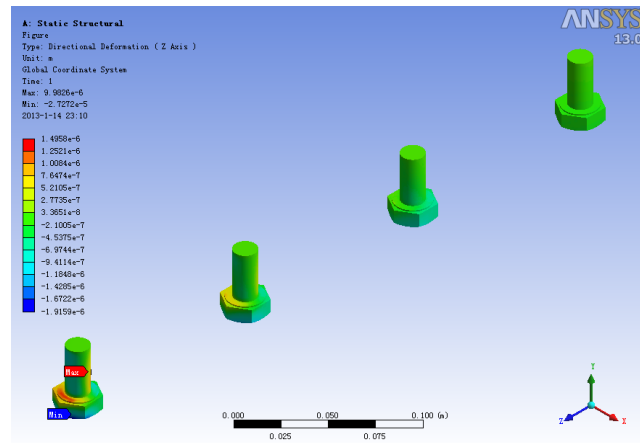 A: Static Structural
Figure
Type: Directional Deformation ( Z Axis )
Unit: m
Global Coordinate System
Time: 1
Max: 9.9826e-6
Min: -2.7272e-5
2013-1-14 23:10
ANSYS
13.0
1.4958e-6
1.2521e-6
1.0084e-6
7.6474e-7
5.2105e-7
2.7735e-7
3.3651e-8
-2.1005e-7
-4.5375e-7
-6.9744e-7
-9.4114e-7
-1.1848e-6
-1.4285e-6
-1.6722e-6
-1.9159e-6
Max
Min
0.000 0.050 0.100 (m)
0.025 0.075
Y
Z X